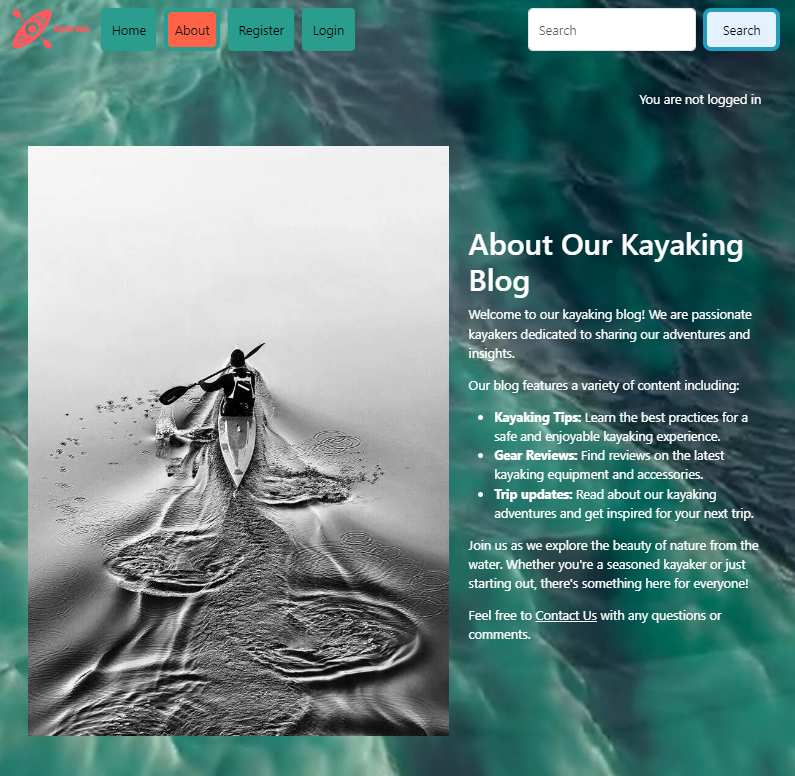 Home
About
Register
Login
Search
Search
You are not logged in
About Our Kayaking
Blog
Welcome to our kayaking blog! We are passionate
kayakers dedicated to sharing our adventures and
insights.
Our blog features a variety of content including:
• Kayaking Tips: Learn the best practices for a
safe and enjoyable kayaking experience.
• Gear Reviews: Find reviews on the latest
kayaking equipment and accessories.
• Trip updates: Read about our kayaking
adventures and get inspired for your next trip.
Join us as we explore the beauty of nature from the
water. Whether you're a seasoned kayaker or just
starting out, there's something here for everyone!
Feel free to Contact Us with any questions or
comments.